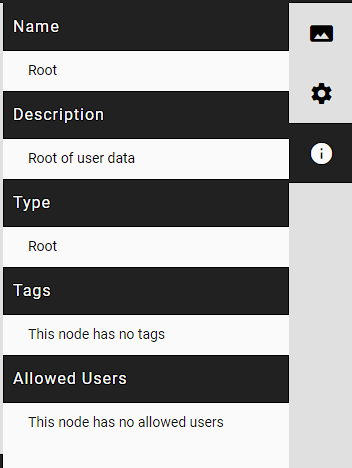 Name
Root
Description
Root of user data
Type
Root
Tags
This node has no tags
Allowed Users
This node has no allowed users